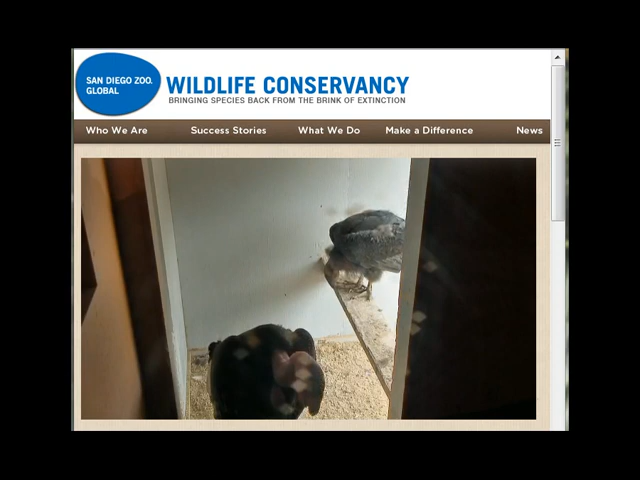 SAN DIEGO ZOO.
GLOBAL
WILDLIFE CONSERVANCY
BRINGING SPECIES BACK FROM THE BRINK OF EXTINCTION
Who We Are Success Stories What We Do Make a Difference News